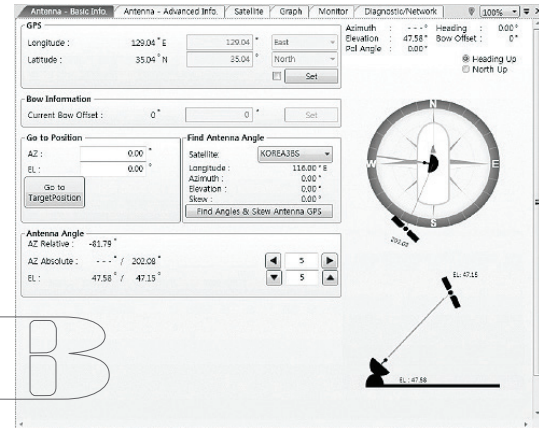 Antenna - Basic Info. Antenna - Advanced Info. Satellite Graph Monitor Diagnostic/Network 100%
GPS
Longitude : 129.04 °E 129.04 ° East
Latitude : 35.04 °N 35.04 ° North
Set
Bow Information
Current Bow Offset : 0° 0 ° Set
Go to Position
AZ : 0.00 °
EL : 0.00 °
Go to
TargetPosition
Find Antenna Angle
Satellite: KOREA3BS
Longitude : 116.00 °E
Azimuth : 0.00 °
Elevation : 0.00 °
Skew : 0.00 °
Find Angles & Skew Antenna GPS
Antenna Angle
AZ Relative : -81.79 °
AZ Absolute : - - - ° / 202.08 ° 5
EL : 47.58 ° / 47.15 ° 5
Azimuth : - - - ° Heading : 0.00°
Elevation : 47.58° Bow Offset : 0°
Pol Angle : 0.00°
Heading Up
North Up
N
W E
S
202.08
EL: 47.15
EL : 47.58
B